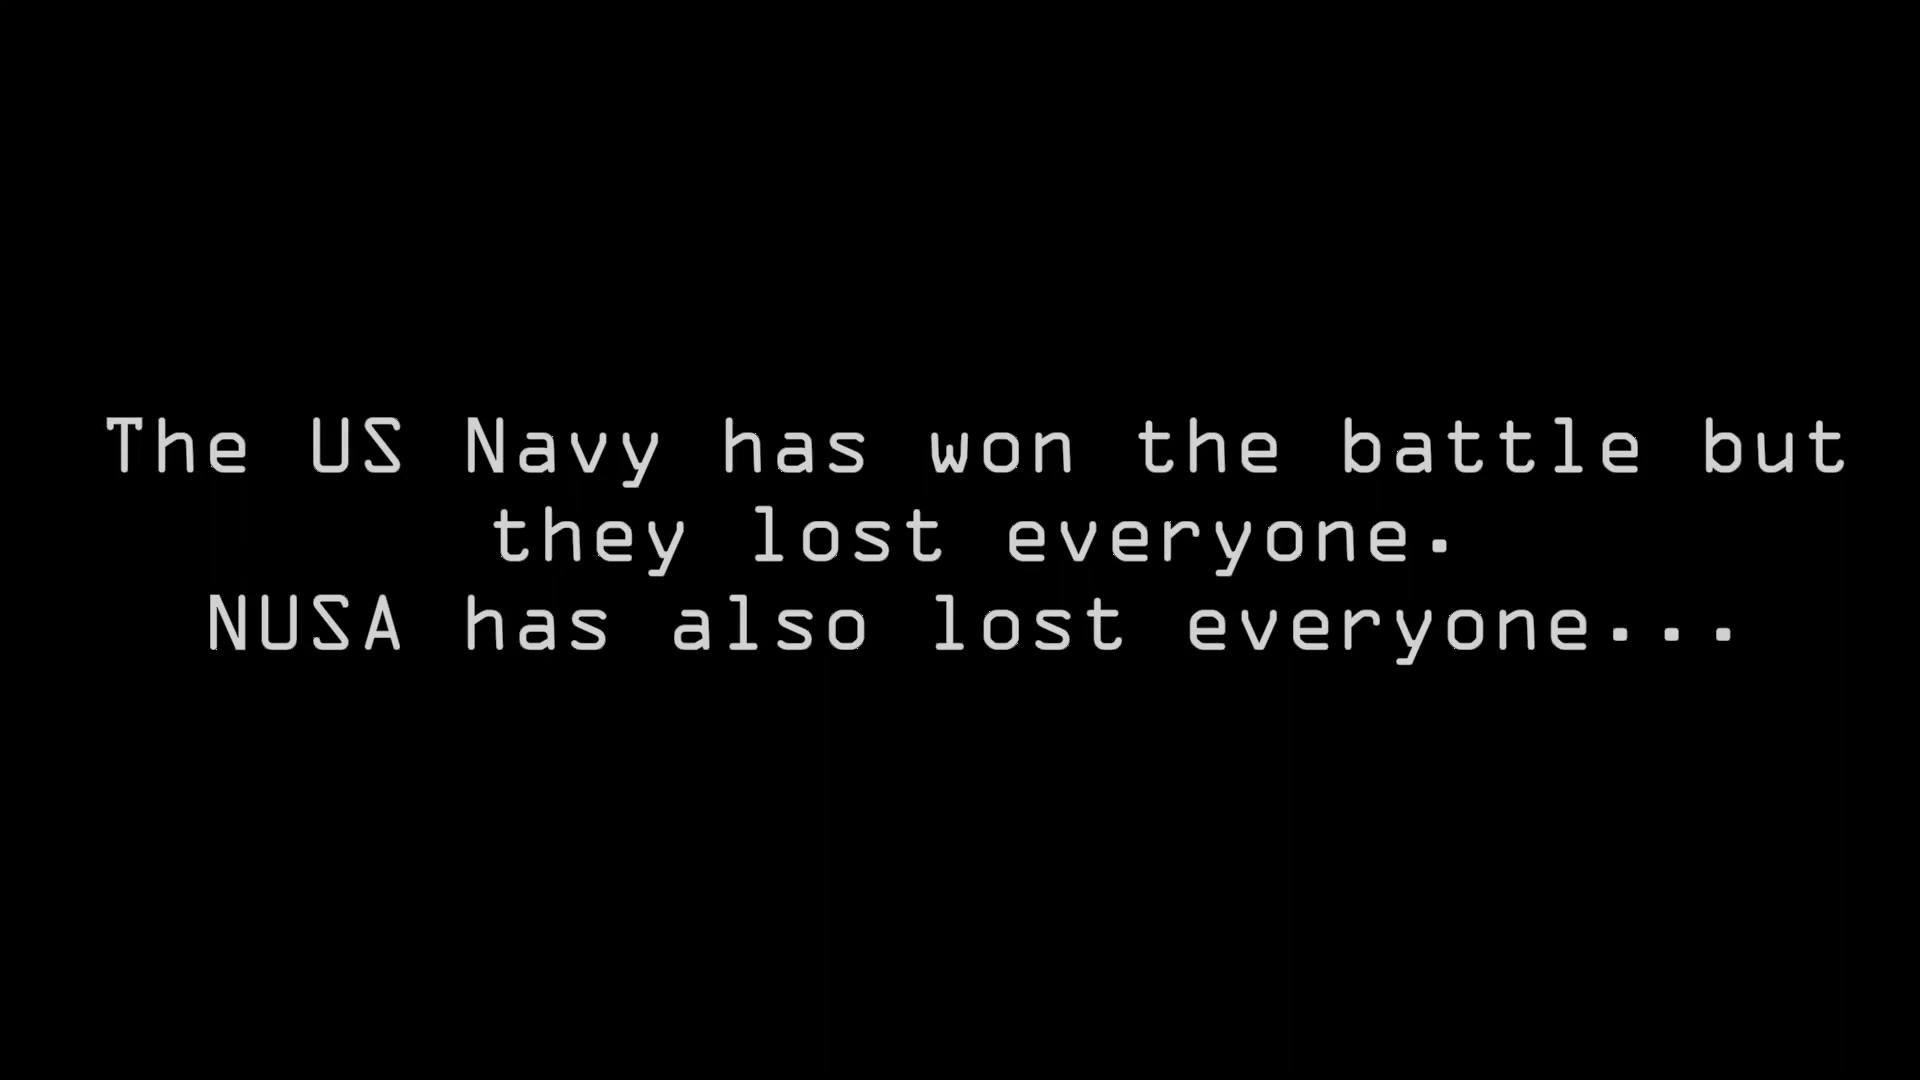 The US Navy has won the battle but
they lost everyone.
NUSA has also lost everyone...